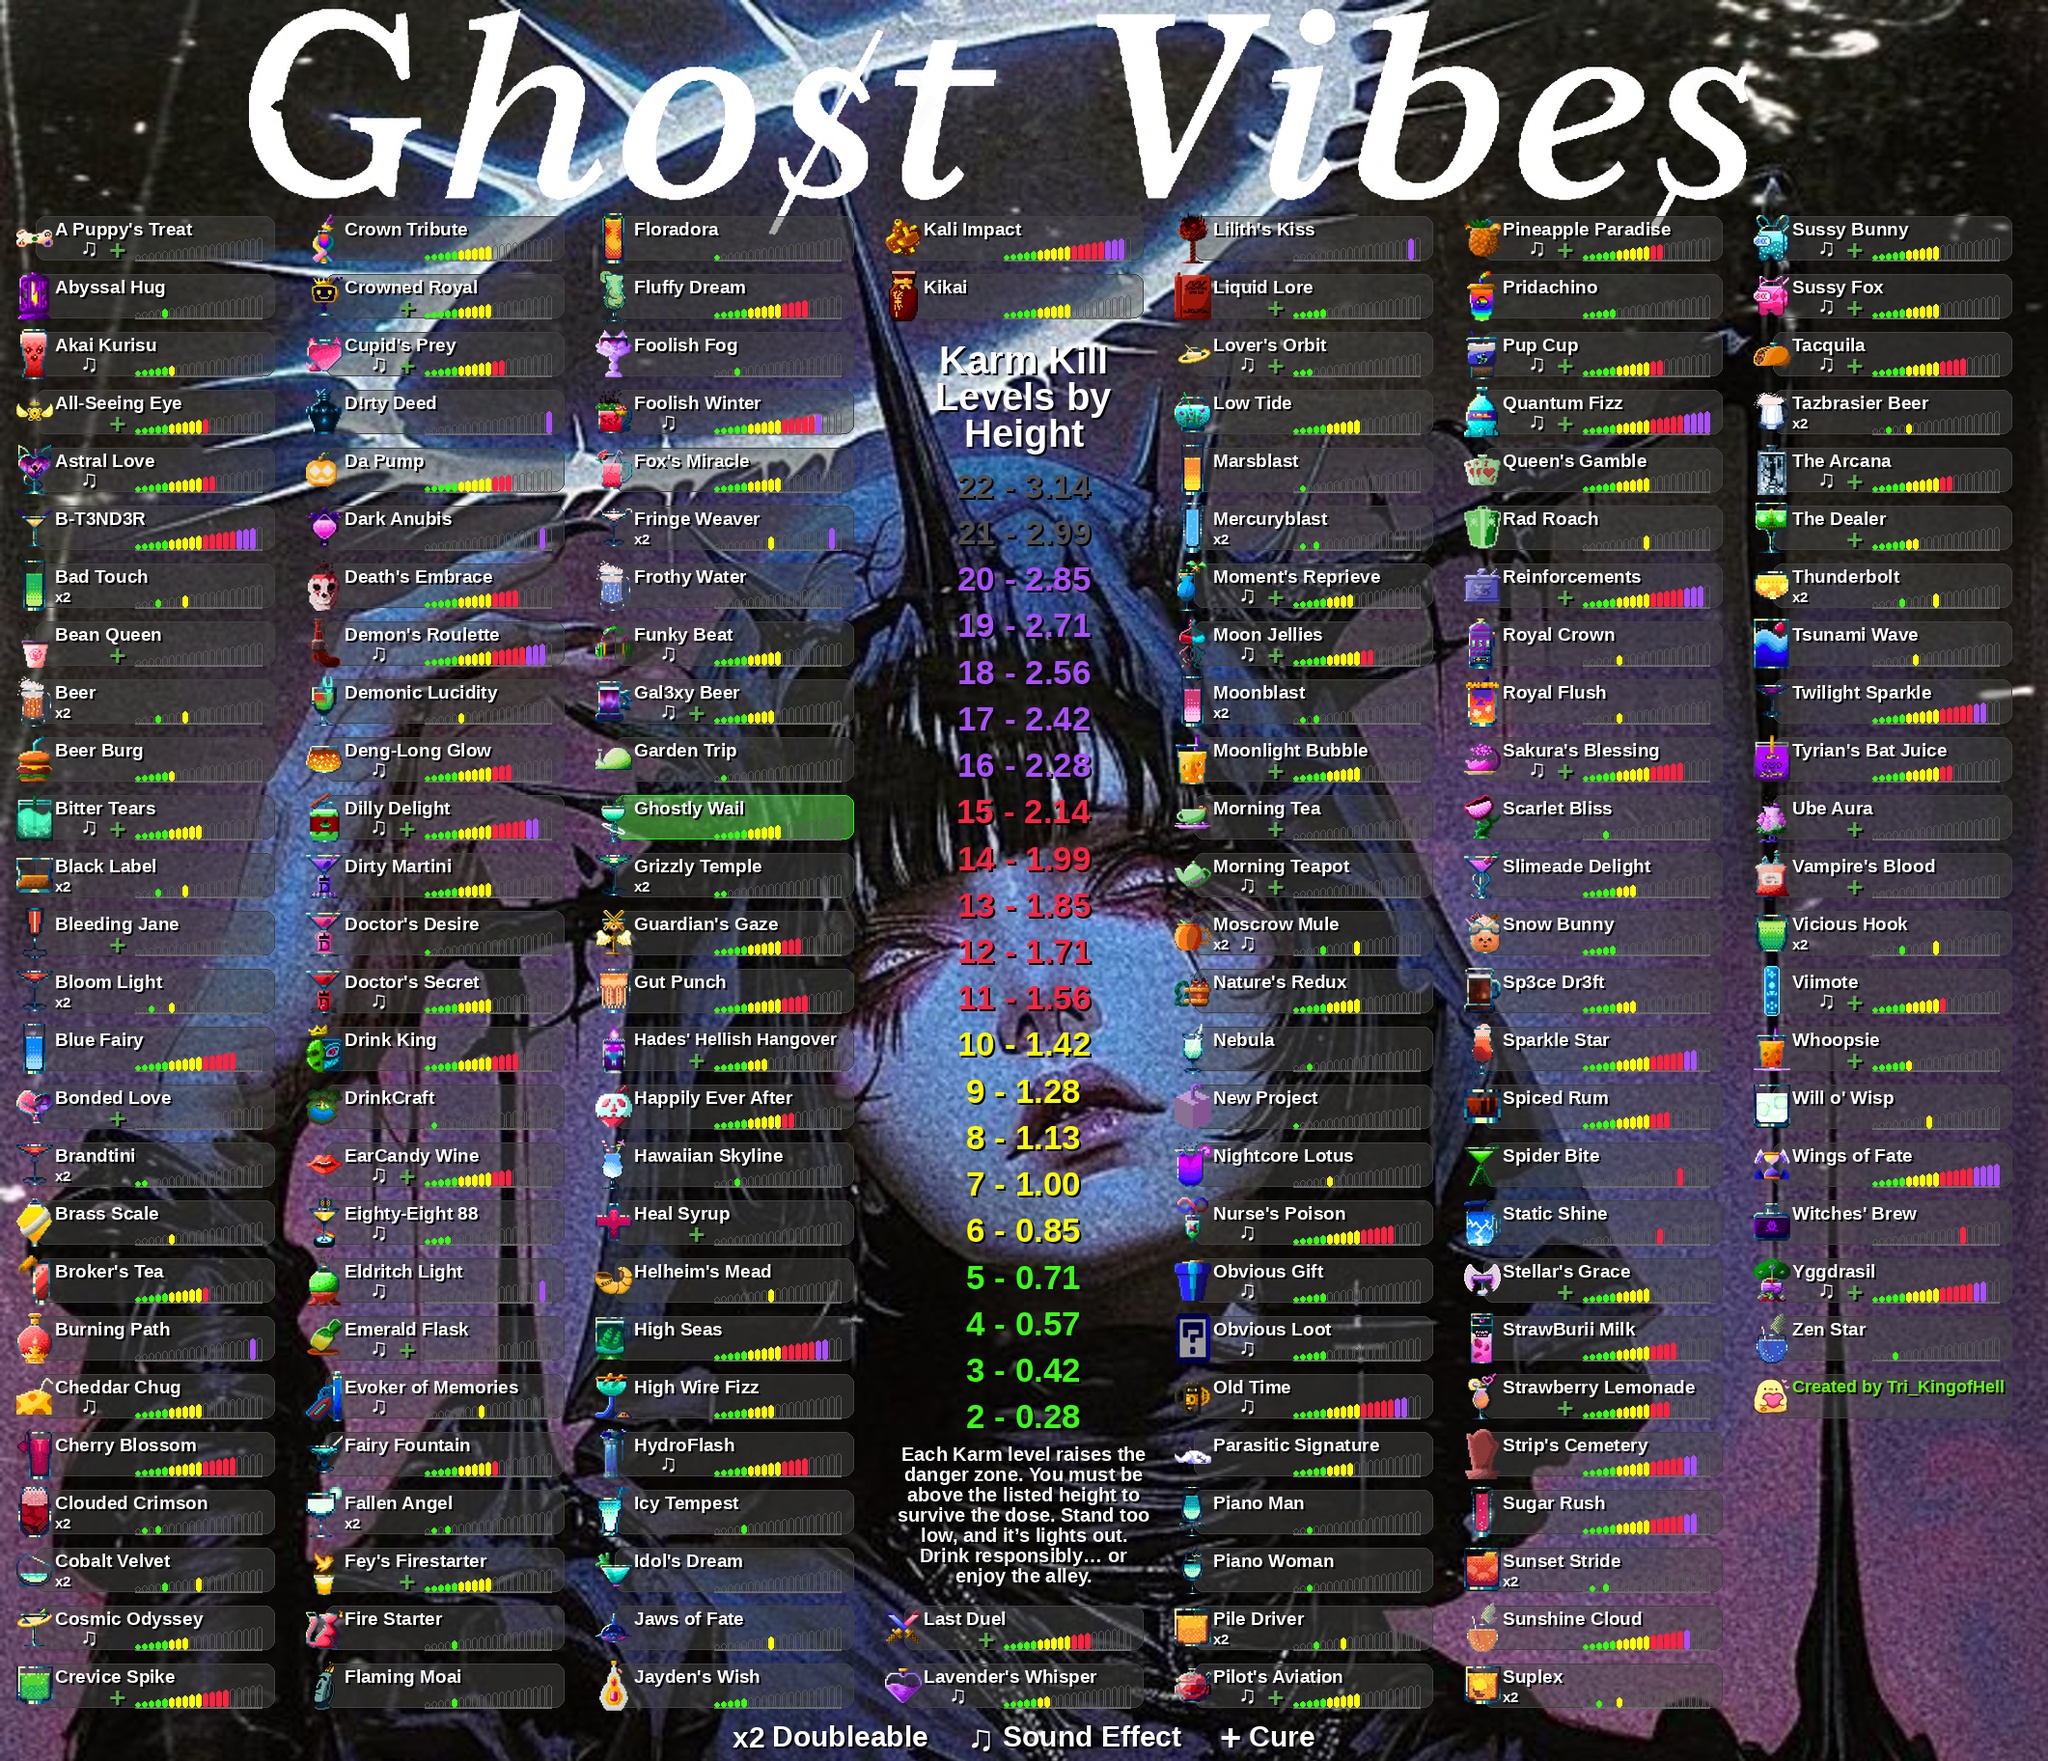 Ghost Vibes
A Puppy's Treat
♫ +
Abyssal Hug
Akai Kurisu
♫
All-Seeing Eye
+
Astral Love
♫
B-T3ND3R
Bad Touch
x2
Bean Queen
+
Beer
x2
Beer Burg
Bitter Tears
♫ +
Black Label
x2
Bleeding Jane
+
Bloom Light
x2
Blue Fairy
Bonded Love
+
Brandtini
x2
Brass Scale
Broker's Tea
Burning Path
Cheddar Chug
♫
Cherry Blossom
Clouded Crimson
x2
Cobalt Velvet
x2
Cosmic Odyssey
♫
Crevice Spike
+
Crown Tribute
Crowned Royal
+
Cupid's Prey
♫ +
D!rty Deed
Da Pump
Dark Anubis
Death's Embrace
Demon's Roulette
♫
Demonic Lucidity
Deng-Long Glow
♫
Dilly Delight
♫ +
Dirty Martini
Doctor's Desire
Doctor's Secret
♫
Drink King
DrinkCraft
EarCandy Wine
♫ +
Eighty-Eight 88
♫
Eldritch Light
♫
Emerald Flask
♫ +
Evoker of Memories
♫
Fairy Fountain
Fallen Angel
x2
Fey's Firestarter
+
Fire Starter
Flaming Moai
Floradora
Fluffy Dream
Foolish Fog
Foolish Winter
♫
Fox's Miracle
Fringe Weaver
x2
Frothy Water
Funky Beat
♫
Gal3xy Beer
♫ +
Garden Trip
Ghostly Wail
Grizzly Temple
x2
Guardian's Gaze
Gut Punch
Hades' Hellish Hangover
+
Happily Ever After
Hawaiian Skyline
Heal Syrup
+
Helheim's Mead
High Seas
High Wire Fizz
HydroFlash
♫
Icy Tempest
Idol's Dream
Jaws of Fate
Jayden's Wish
Kali Impact
Kikai
Karm Kill
Levels by
Height
22 - 3.14
21 - 2.99
20 - 2.85
19 - 2.71
18 - 2.56
17 - 2.42
16 - 2.28
15 - 2.14
14 - 1.99
13 - 1.85
12 - 1.71
11 - 1.56
10 - 1.42
9 - 1.28
8 - 1.13
7 - 1.00
6 - 0.85
5 - 0.71
4 - 0.57
3 - 0.42
2 - 0.28
Each Karm level raises the
danger zone. You must be
above the listed height to
survive the dose. Stand too
low, and it's lights out.
Drink responsibly... or
enjoy the alley.
Last Duel
+
Lavender's Whisper
♫
Lilith's Kiss
Liquid Lore
+
Lover's Orbit
♫ +
Low Tide
Marsblast
Mercuryblast
x2
Moment's Reprieve
♫ +
Moon Jellies
♫ +
Moonblast
x2
Moonlight Bubble
+
Morning Tea
+
Morning Teapot
♫ +
Moscrow Mule
x2 ♫
Nature's Redux
Nebula
New Project
Nightcore Lotus
Nurse's Poison
♫
Obvious Gift
♫
Obvious Loot
♫
Old Time
♫
Parasitic Signature
Piano Man
Piano Woman
Pile Driver
x2
Pilot's Aviation
♫ +
Pineapple Paradise
♫ +
Pridachino
Pup Cup
♫ +
Quantum Fizz
♫ +
Queen's Gamble
Rad Roach
Reinforcements
+
Royal Crown
Royal Flush
Sakura's Blessing
♫ +
Scarlet Bliss
Slimeade Delight
Snow Bunny
Sp3ce Dr3ft
Sparkle Star
Spiced Rum
Spider Bite
Static Shine
Stellar's Grace
+
StrawBurii Milk
Strawberry Lemonade
+
Strip's Cemetery
Sugar Rush
Sunset Stride
x2
Sunshine Cloud
Suplex
x2
Sussy Bunny
♫ +
Sussy Fox
♫ +
Tacquila
♫ +
Tazbrasier Beer
x2
The Arcana
♫ +
The Dealer
+
Thunderbolt
x2
Tsunami Wave
Twilight Sparkle
Tyrian's Bat Juice
Ube Aura
+
Vampire's Blood
+
Vicious Hook
x2
Viimote
♫ +
Whoopsie
+
Will o' Wisp
Wings of Fate
Witches' Brew
Yggdrasil
♫ +
Zen Star
Created by Tri_KingofHell
x2 Doubleable ♫ Sound Effect + Cure